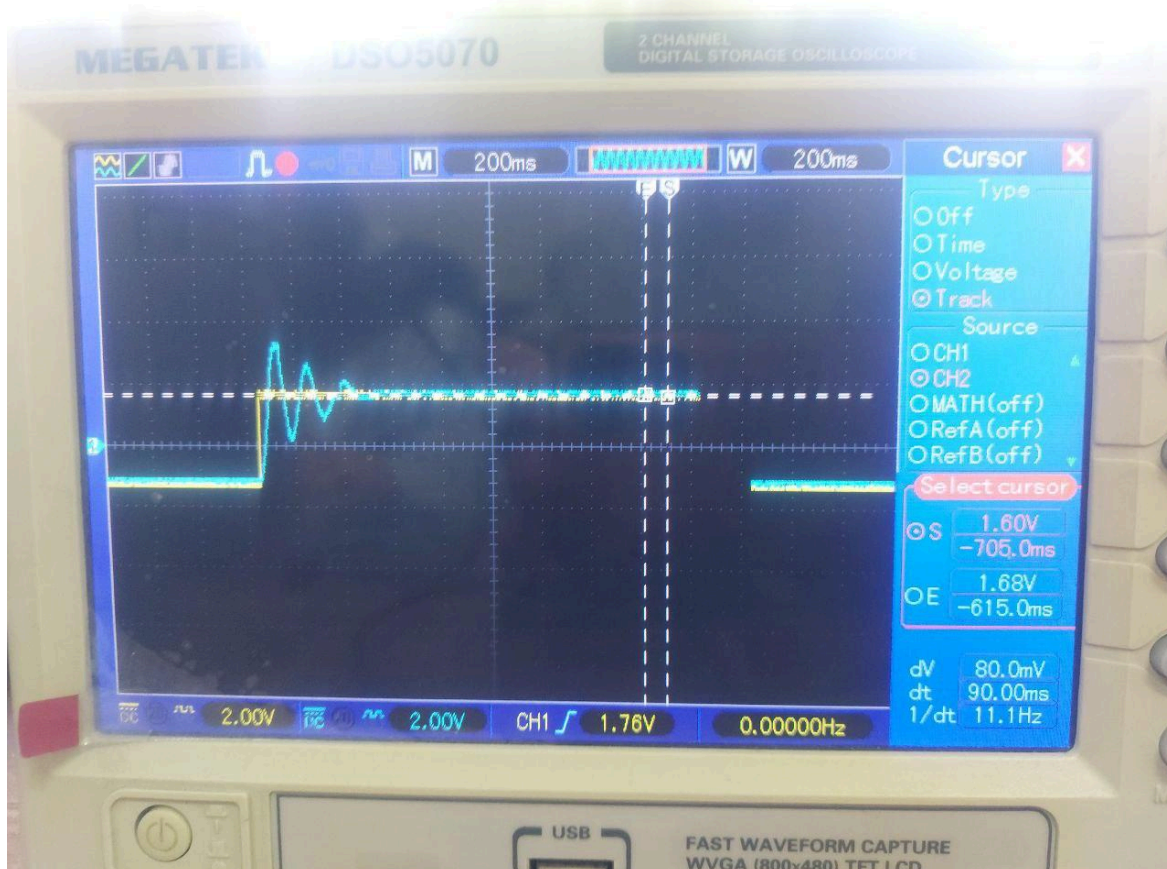 MEGATEK DSO5070
2 CHANNEL
DIGITAL STORAGE OSCILLOSCOPE
M 200ms W 200ms
Cursor X
Type
Off
Time
Voltage
Track
Source
CH1
CH2
MATH(off)
RefA(off)
RefB(off)
Select cursor
S 1.60V
-705.0ms
E 1.68V
-615.0ms
dV 80.0mV
dt 90.00ms
1/dt 11.1Hz
E S
DC 2.00V DC 2.00V CH1 1.76V 0.00000Hz
USB
FAST WAVEFORM CAPTURE
WVGA (800x480) TFT LCD